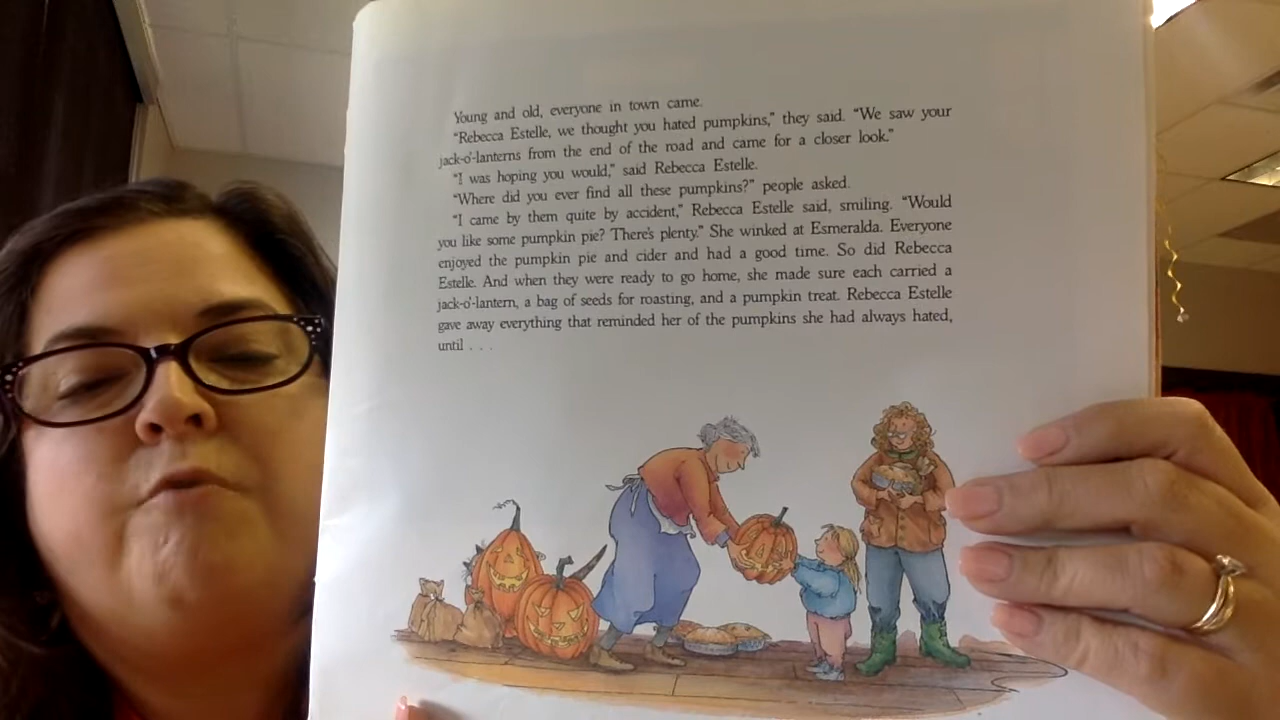 Young and old, everyone in town came.
“Rebecca Estelle, we thought you hated pumpkins,” they said. “We saw your
jack-o'-lanterns from the end of the road and came for a closer look.”
“I was hoping you would,” said Rebecca Estelle.
“Where did you ever find all these pumpkins?” people asked.
“I came by them quite by accident,” Rebecca Estelle said, smiling. “Would
you like some pumpkin pie? There's plenty.” She winked at Esmeralda. Everyone
enjoyed the pumpkin pie and cider and had a good time. So did Rebecca
Estelle. And when they were ready to go home, she made sure each carried a
jack-o'-lantern, a bag of seeds for roasting, and a pumpkin treat. Rebecca Estelle
gave away everything that reminded her of the pumpkins she had always hated,
until . . .